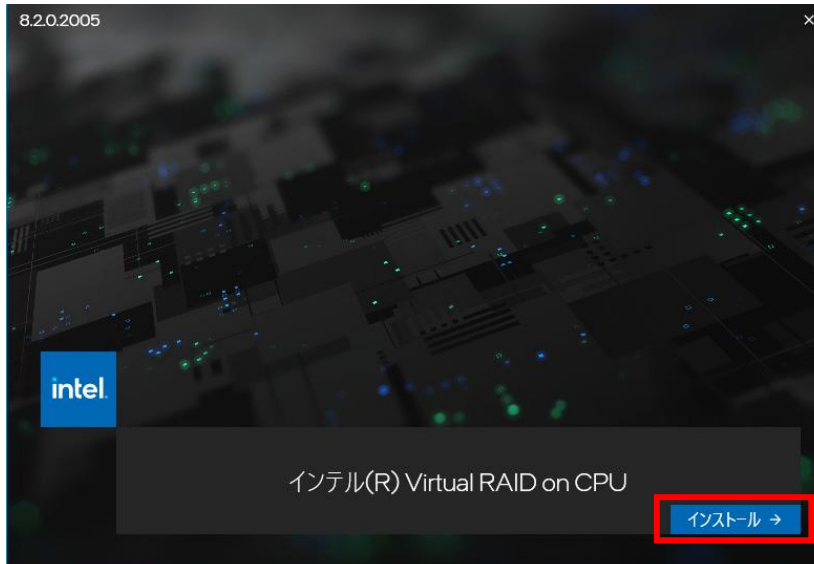 8.2.0.2005
intel.
インテル(R) Virtual RAID on CPU
インストール →